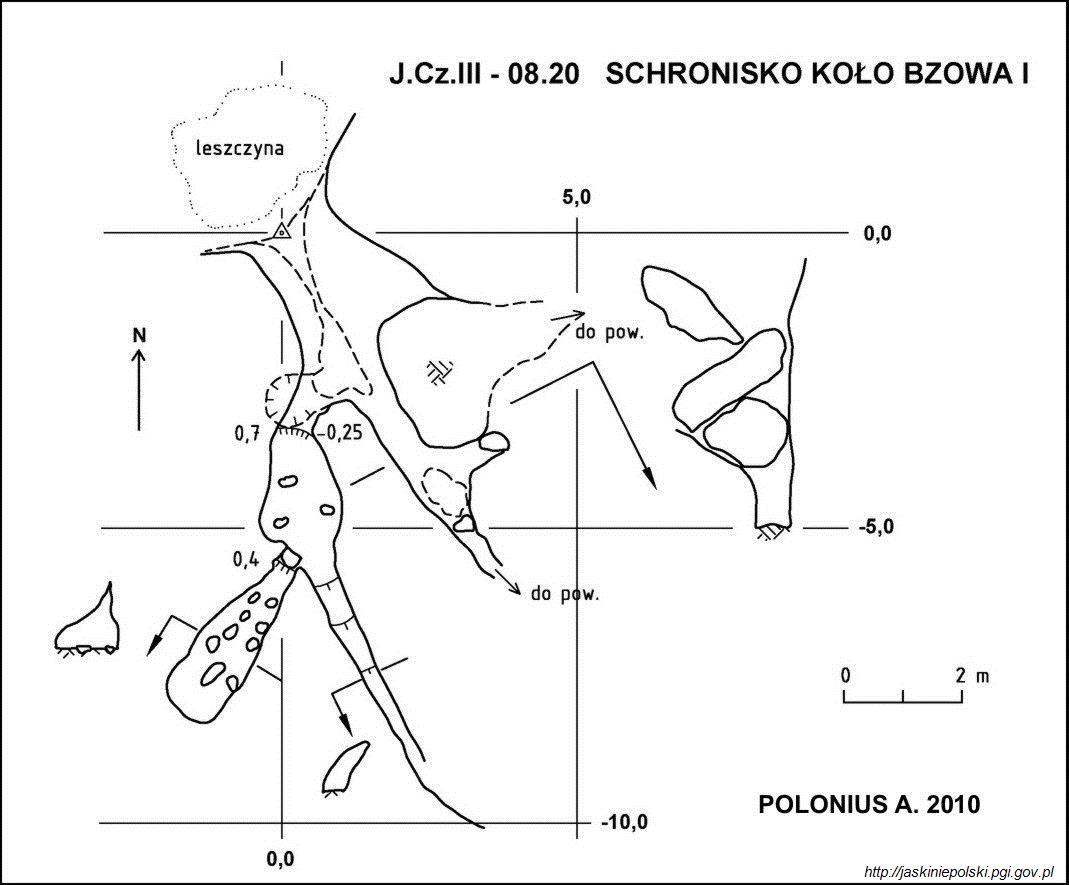 J.Cz.III - 08.20 SCHRONISKO KOŁO BZOWA I
leszczyna
5,0
0,0
do pow.
N
0,7
-0,25
-5,0
0,4
do pow.
0 2 m
POLONIUS A. 2010
-10,0
0,0
http://jaskiniepolski.pgi.gov.pl